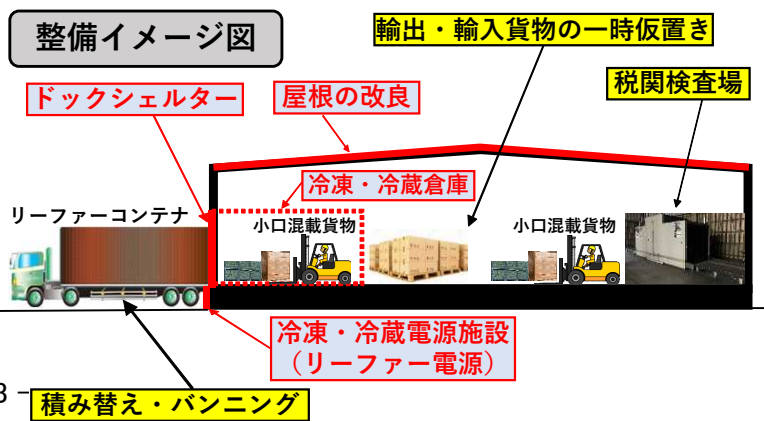 整備イメージ図
輸出・輸入貨物の一時仮置き
税関検査場
ドックシェルター
屋根の改良
冷凍・冷蔵倉庫
リーファーコンテナ
小口混載貨物
小口混載貨物
冷凍・冷蔵電源施設
（リーファー電源）
3 -
積み替え・バンニング